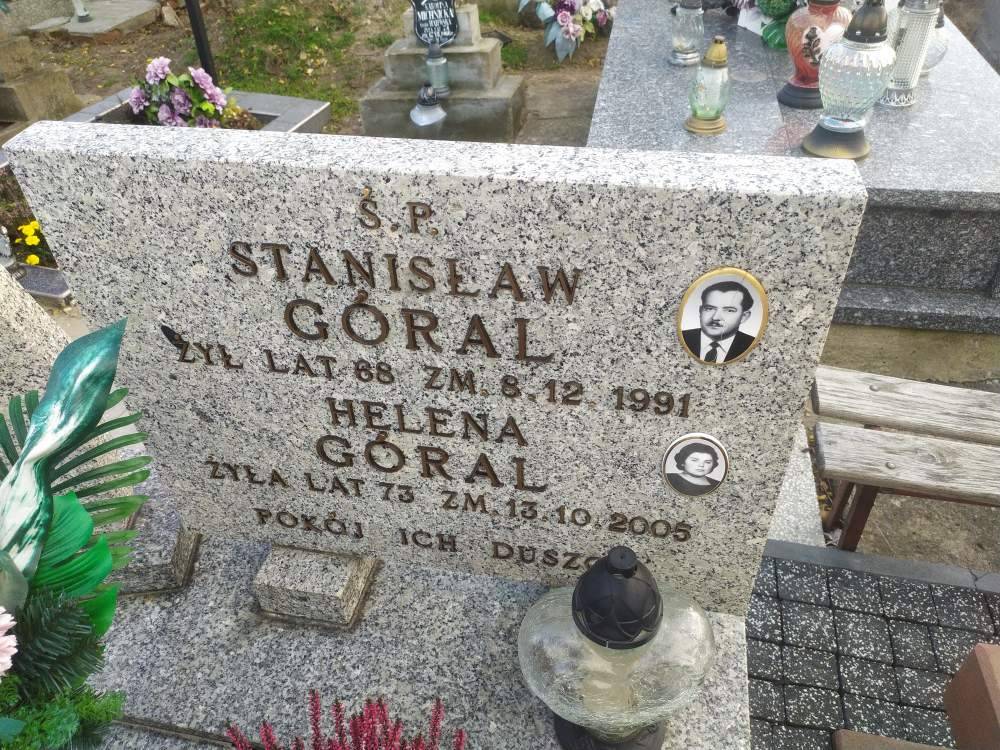 Ś. P.
STANISŁAW
GÓRAL
ŻYŁ LAT 68 ZM. 8.12. 1991
HELENA
GÓRAL
ŻYŁA LAT 73 ZM. 13.10.2005
POKÓJ ICH